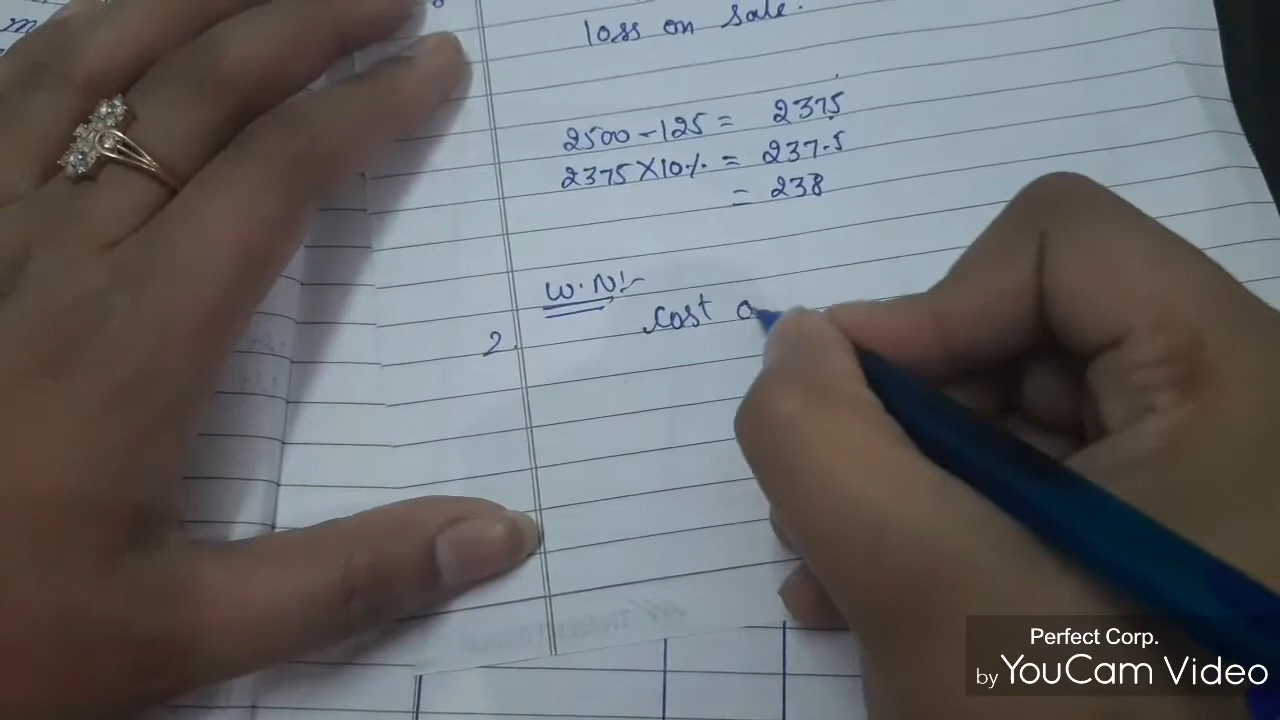 loss on sale.
2500 - 125 = 2375
2375 X 10% = 237.5
= 238
W.N:-
2. cost
Perfect Corp.
by YouCam Video